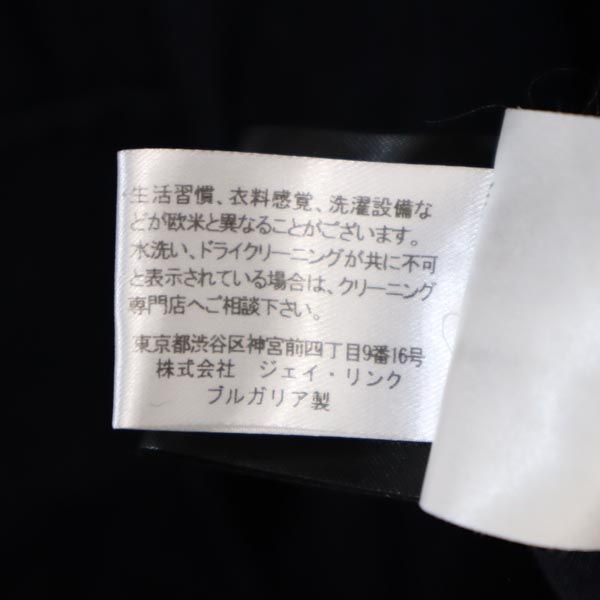 生活習慣、衣料感覚、洗濯設備な
どが欧米と異なることがございます。
水洗い、ドライクリーニングが共に不可
と表示されている場合は、クリーニング
専門店へご相談下さい。
東京都渋谷区神宮前四丁目9番16号
株式会社　ジェイ・リンク
ブルガリア製